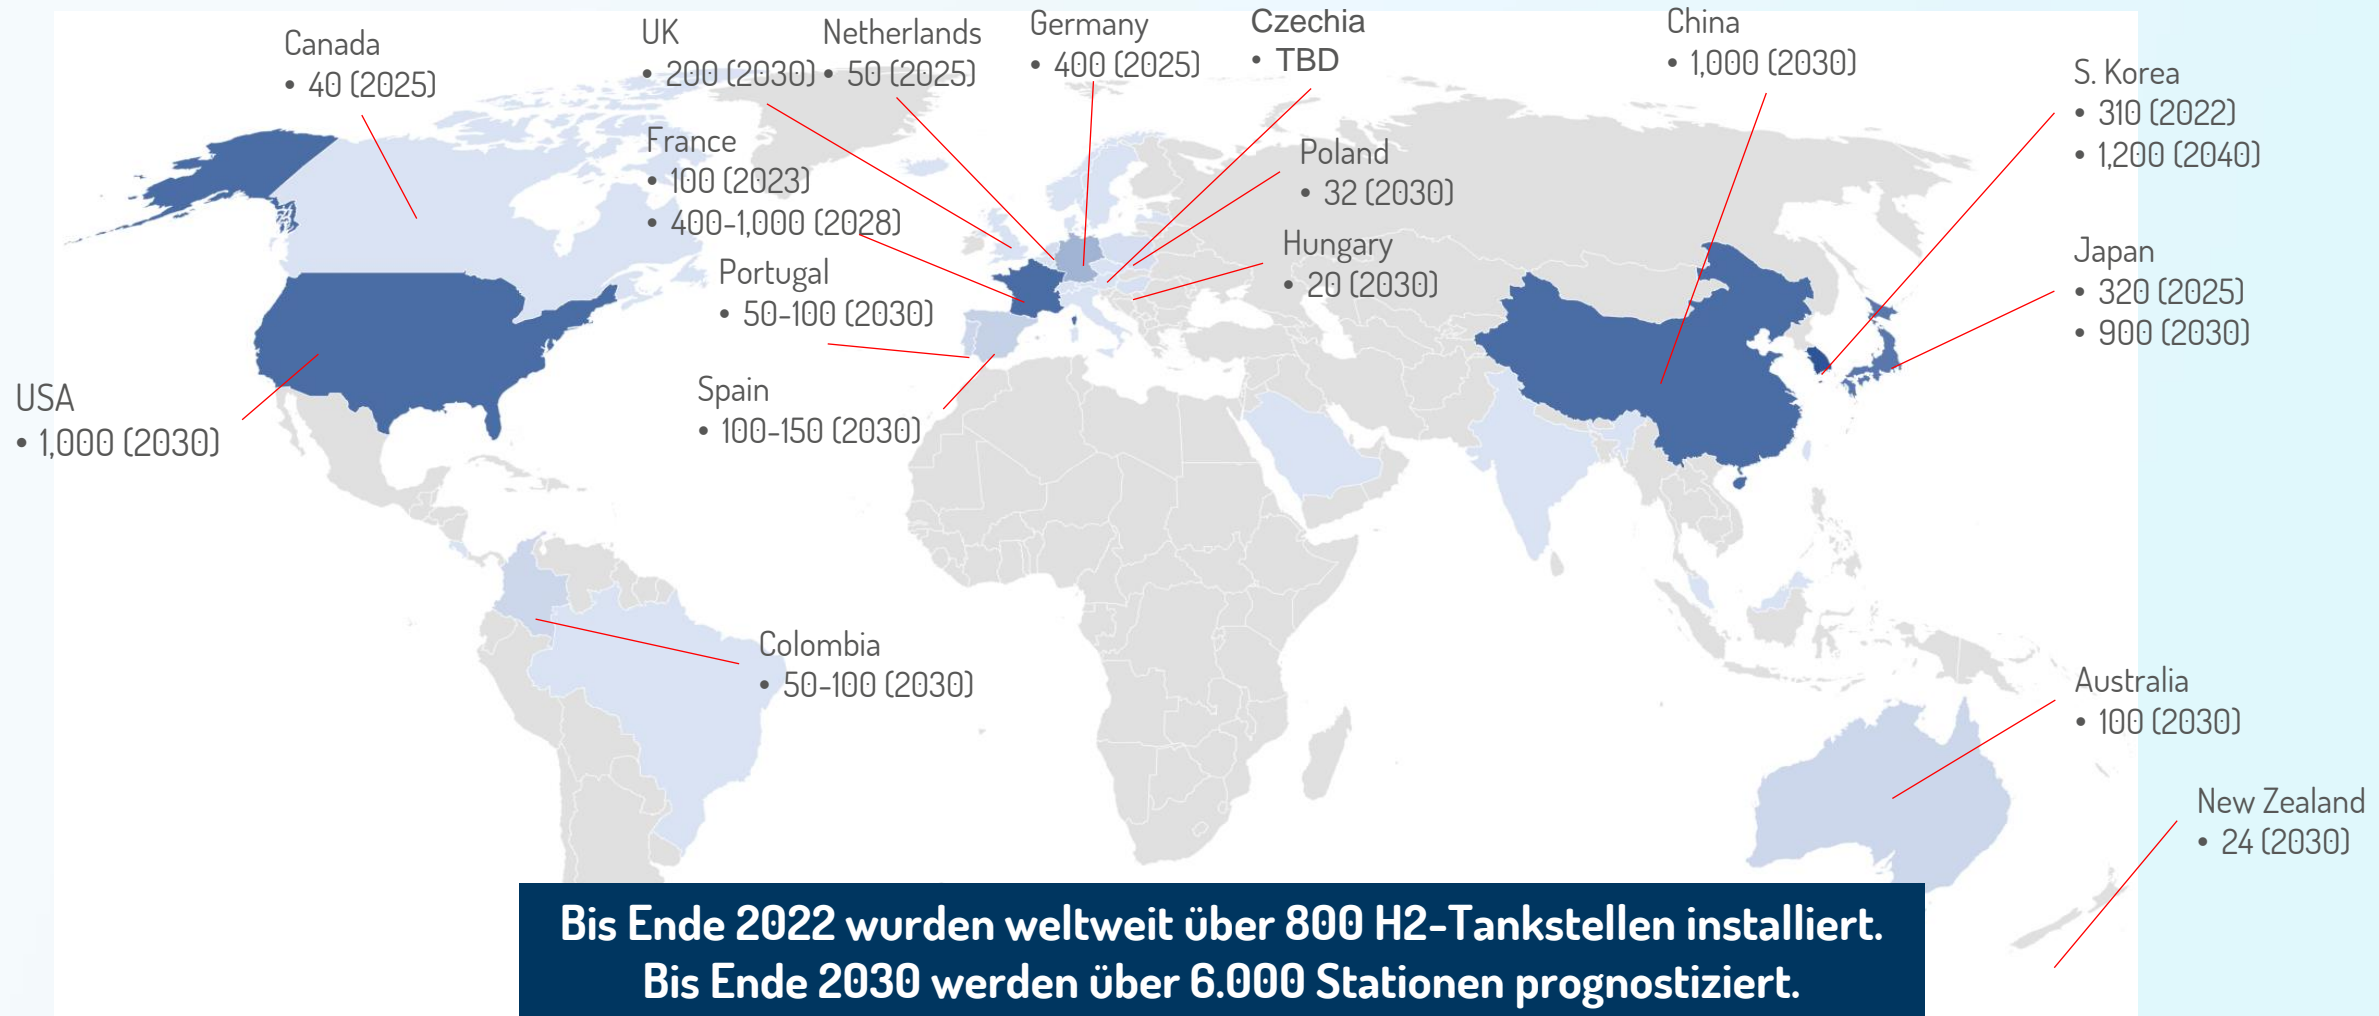 Canada
• 40 (2025)
UK
• 200 (2030)
Netherlands
• 50 (2025)
Germany
• 400 (2025)
Czechia
• TBD
China
• 1,000 (2030)
S. Korea
• 310 (2022)
• 1,200 (2040)
France
• 100 (2023)
• 400-1,000 (2028)
Poland
• 32 (2030)
Hungary
• 20 (2030)
Japan
• 320 (2025)
• 900 (2030)
Portugal
• 50-100 (2030)
Spain
• 100-150 (2030)
USA
• 1,000 (2030)
Colombia
• 50-100 (2030)
Australia
• 100 (2030)
New Zealand
• 24 (2030)
Bis Ende 2022 wurden weltweit über 800 H2-Tankstellen installiert.
Bis Ende 2030 werden über 6.000 Stationen prognostiziert.